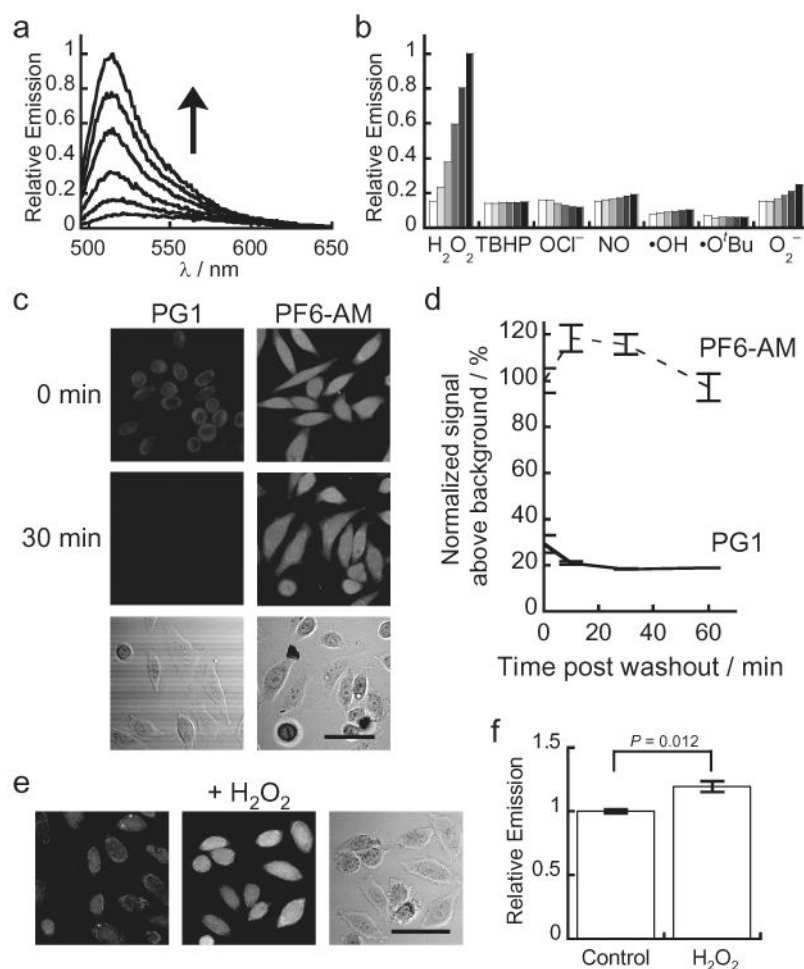 a
Relative Emission
1
0.8
0.6
0.4
0.2
0
500 550 600 650
λ / nm
b
Relative Emission
1
0.8
0.6
0.4
0.2
0
H₂O₂ TBHP OCl⁻ NO •OH •OᵗBu O₂⁻
c
PG1 PF6-AM
0 min
30 min
d
Normalized signal
above background / %
120
100
80
60
40
20
0
PF6-AM
PG1
0 20 40 60
Time post washout / min
e
+ H₂O₂
f
Relative Emission
1.5
1
0.5
0
P = 0.012
Control H₂O₂